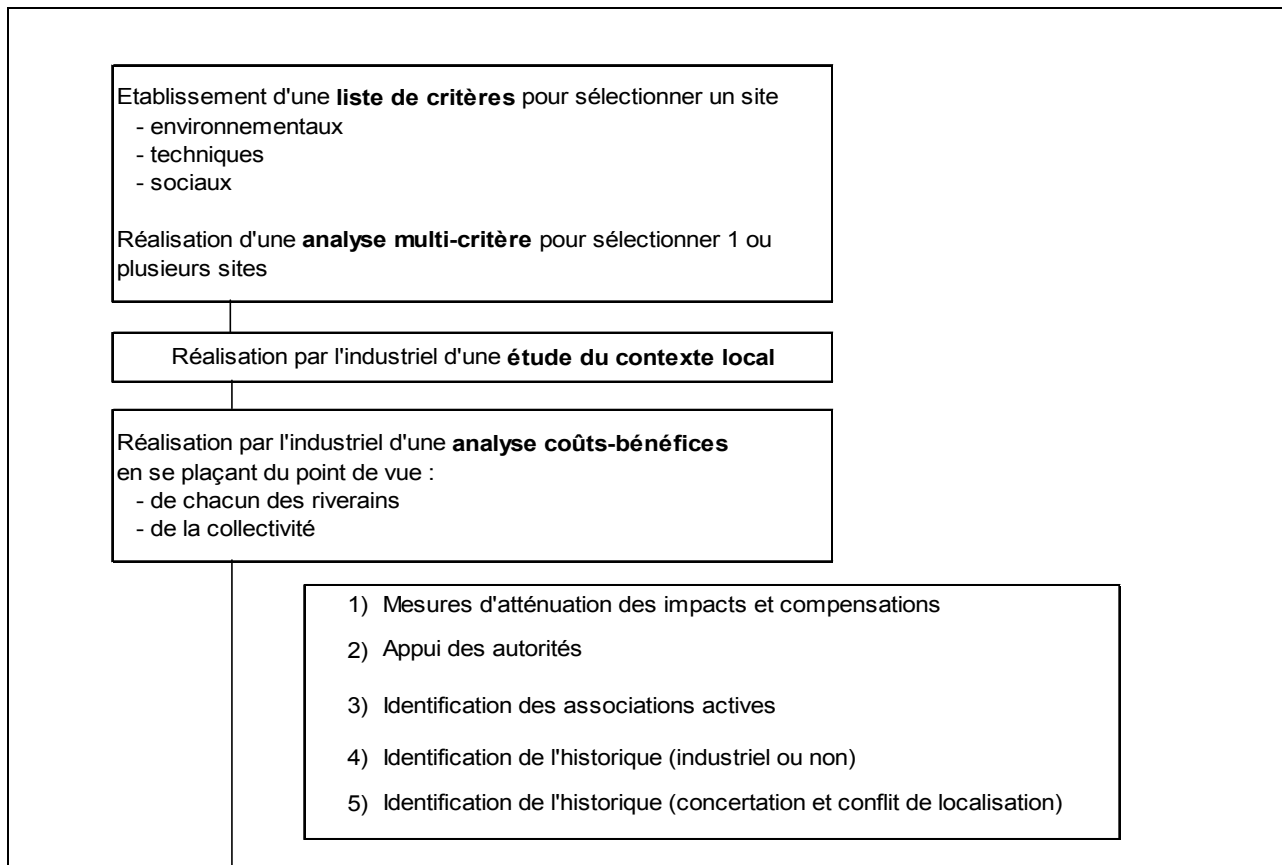 Etablissement d'une liste de critères pour sélectionner un site
- environnementaux
- techniques
- sociaux
Réalisation d'une analyse multi-critère pour sélectionner 1 ou
plusieurs sites
Réalisation par l'industriel d'une étude du contexte local
Réalisation par l'industriel d'une analyse coûts-bénéfices
en se plaçant du point de vue :
- de chacun des riverains
- de la collectivité
1) Mesures d'atténuation des impacts et compensations
2) Appui des autorités
3) Identification des associations actives
4) Identification de l'historique (industriel ou non)
5) Identification de l'historique (concertation et conflit de localisation)